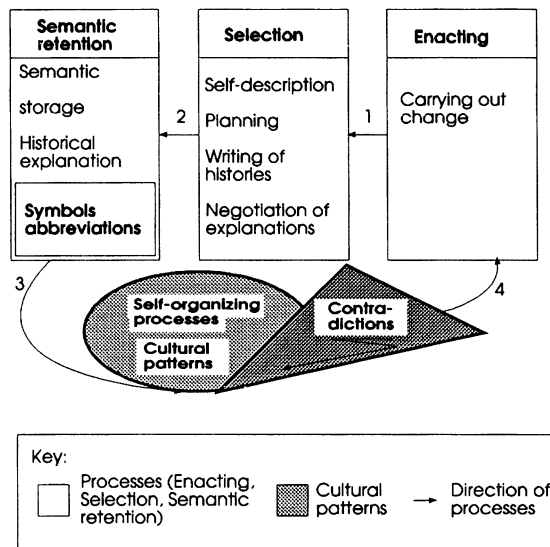 Semantic
retention
Semantic
storage
Historical
explanation
Symbols
abbreviations
Selection
Self-description
Planning
Writing of
histories
Negotiation of
explanations
Enacting
Carrying out
change
2
1
3
4
Self-organizing
processes
Cultural
patterns
Contra-
dictions
Key:
Processes (Enacting,
Selection, Semantic
retention)
Cultural
patterns
Direction of
processes